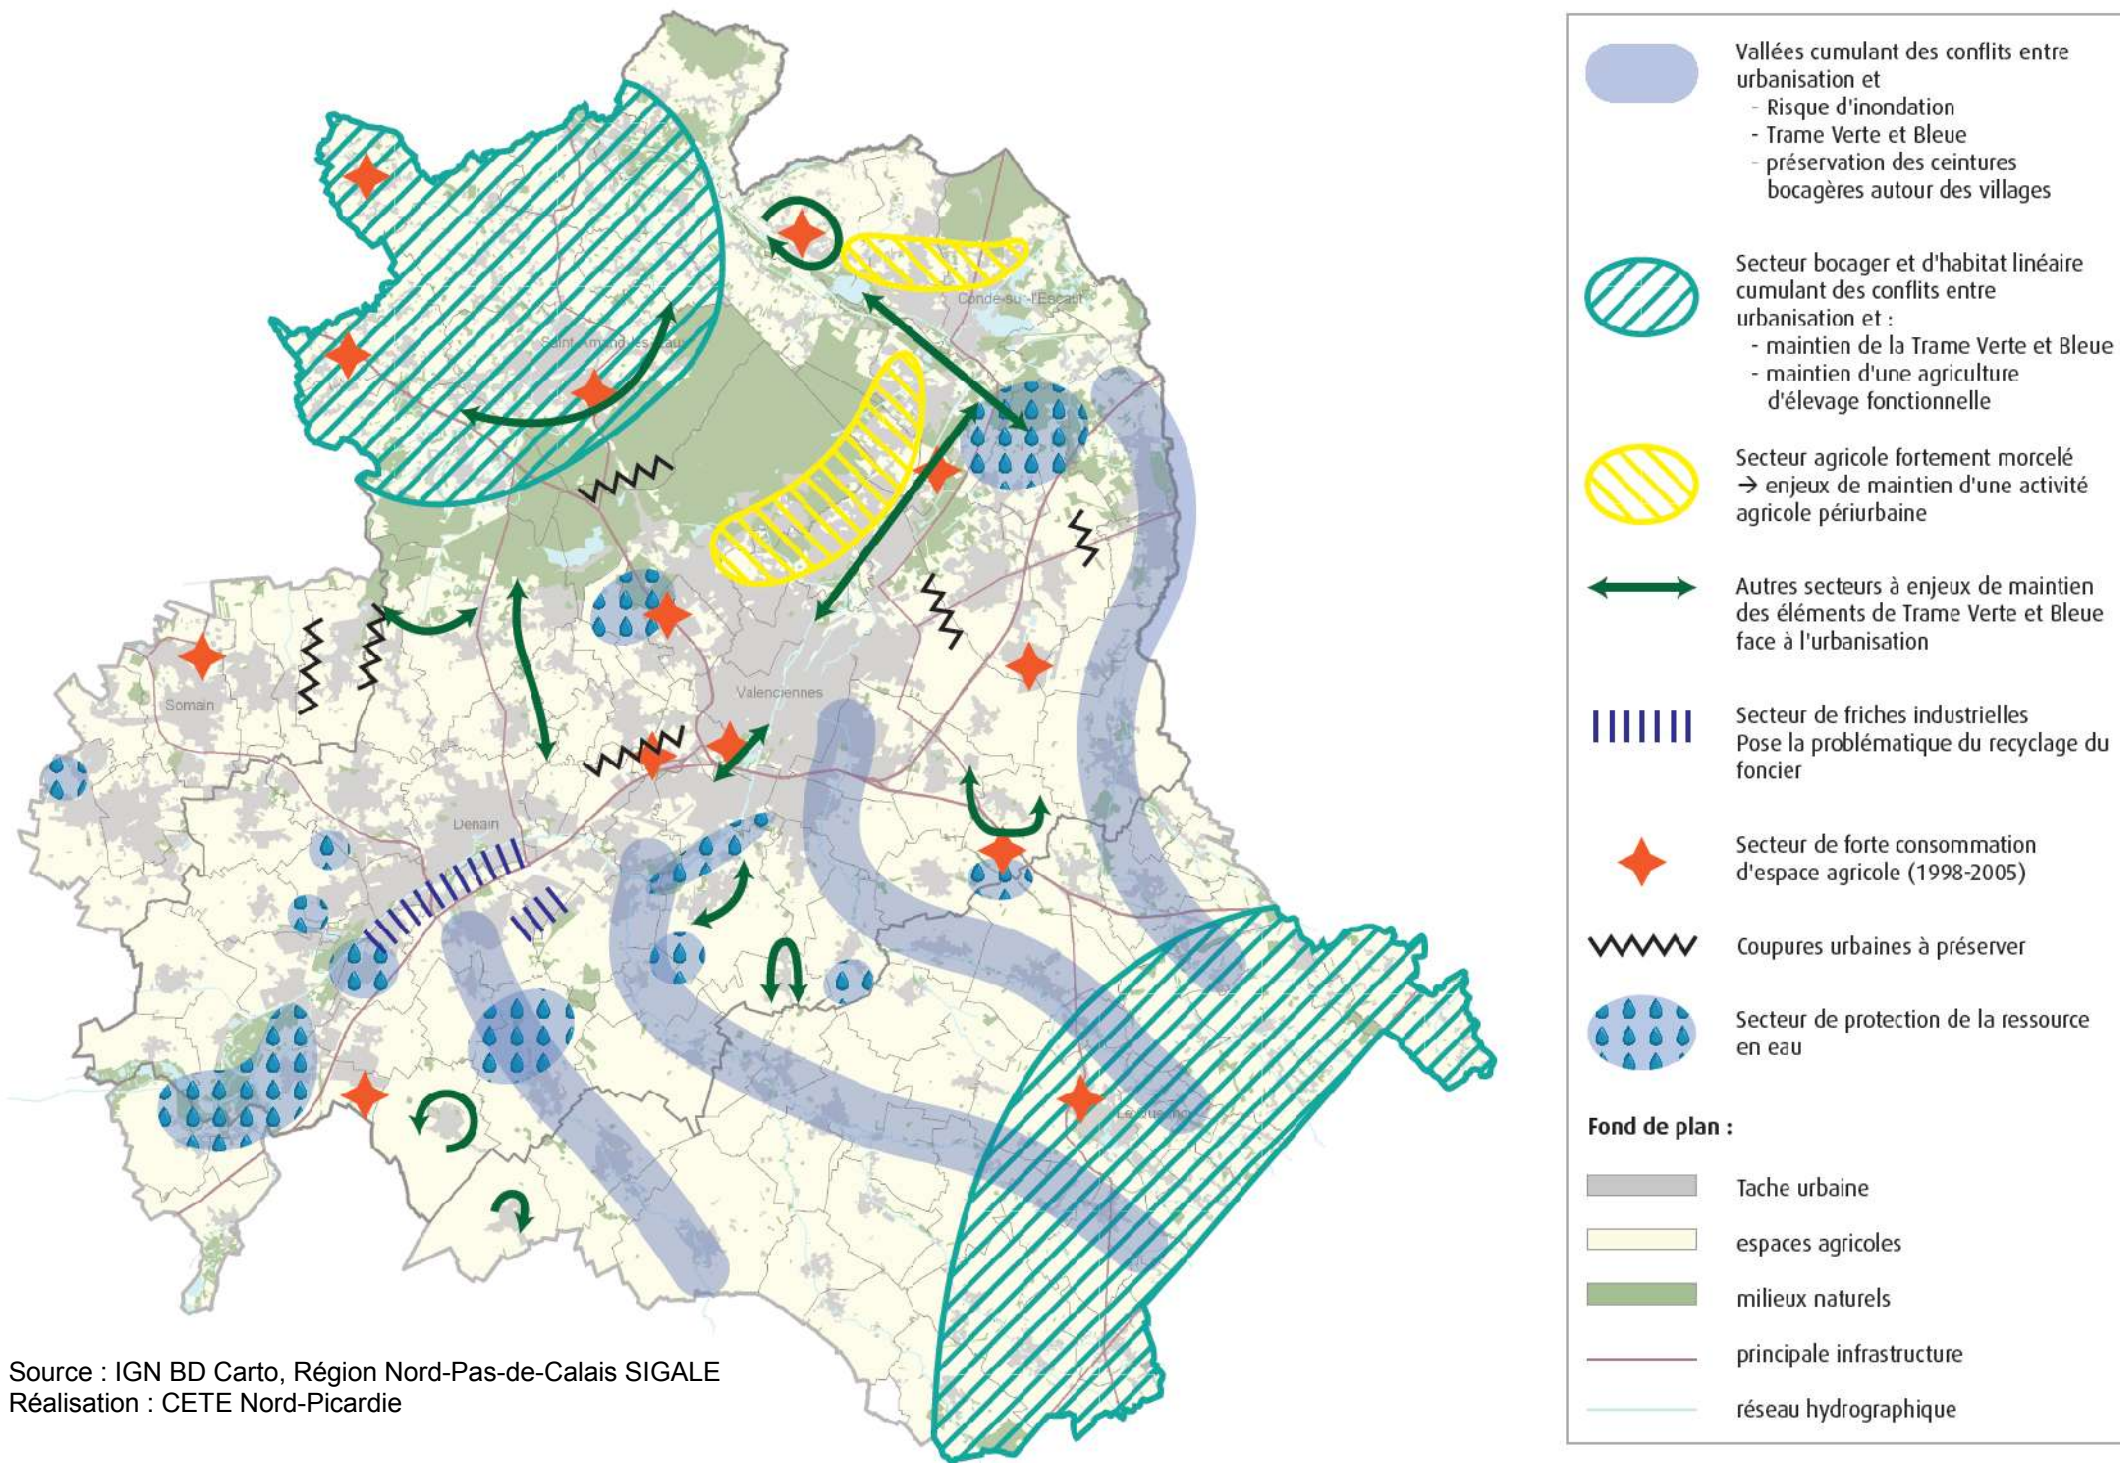 Saint-Amand-les-Eaux
Condé-sur-l'Escaut
Valenciennes
Somain
Denain
Le Quesnoy
Source : IGN BD Carto, Région Nord-Pas-de-Calais SIGALE
Réalisation : CETE Nord-Picardie
Vallées cumulant des conflits entre
urbanisation et
- Risque d'inondation
- Trame Verte et Bleue
- préservation des ceintures
bocagères autour des villages
Secteur bocager et d'habitat linéaire
cumulant des conflits entre
urbanisation et :
- maintien de la Trame Verte et Bleue
- maintien d'une agriculture
d'élevage fonctionnelle
Secteur agricole fortement morcelé
→ enjeux de maintien d'une activité
agricole périurbaine
Autres secteurs à enjeux de maintien
des éléments de Trame Verte et Bleue
face à l'urbanisation
Secteur de friches industrielles
Pose la problématique du recyclage du
foncier
Secteur de forte consommation
d'espace agricole (1998-2005)
Coupures urbaines à préserver
Secteur de protection de la ressource
en eau
Fond de plan :
Tache urbaine
espaces agricoles
milieux naturels
principale infrastructure
réseau hydrographique